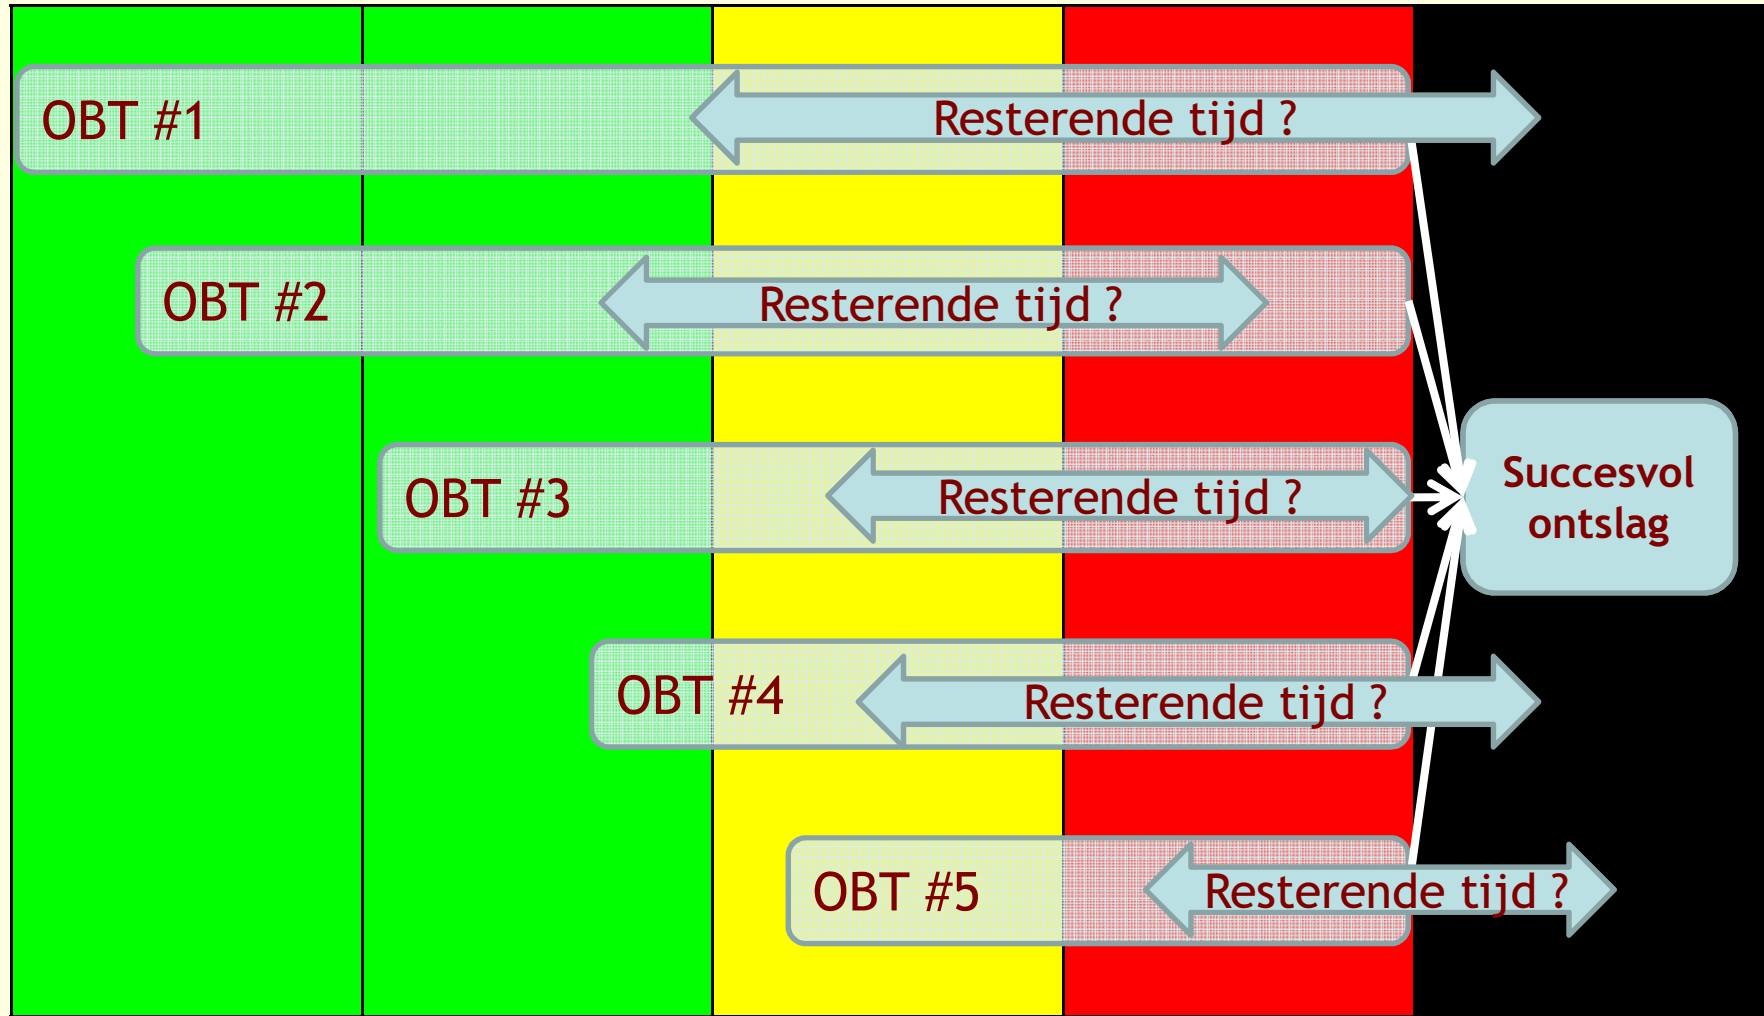 OBT #1
Resterende tijd ?
OBT #2
Resterende tijd ?
OBT #3
Resterende tijd ?
Succesvol
ontslag
OBT #4
Resterende tijd ?
OBT #5
Resterende tijd ?